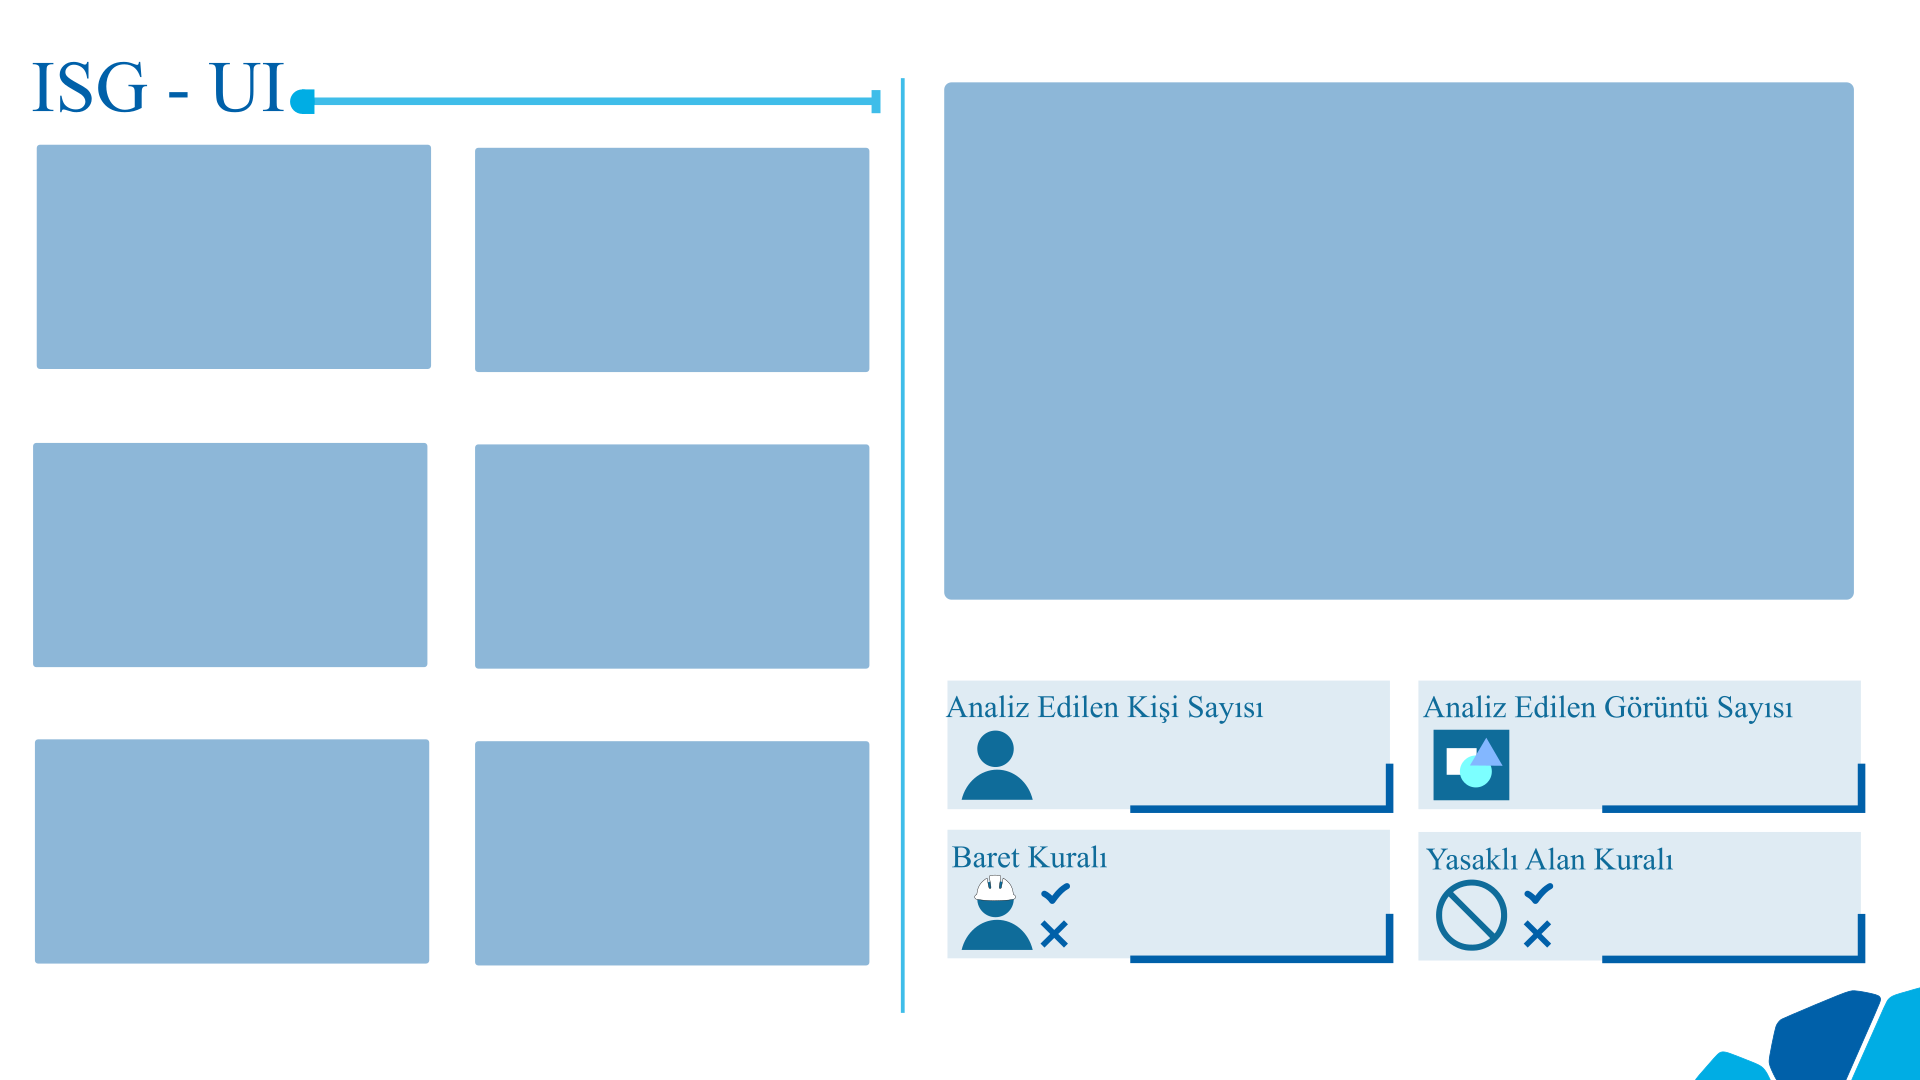 ISG - UI
Analiz Edilen Kişi Sayısı
Analiz Edilen Görüntü Sayısı
Baret Kuralı
Yasaklı Alan Kuralı